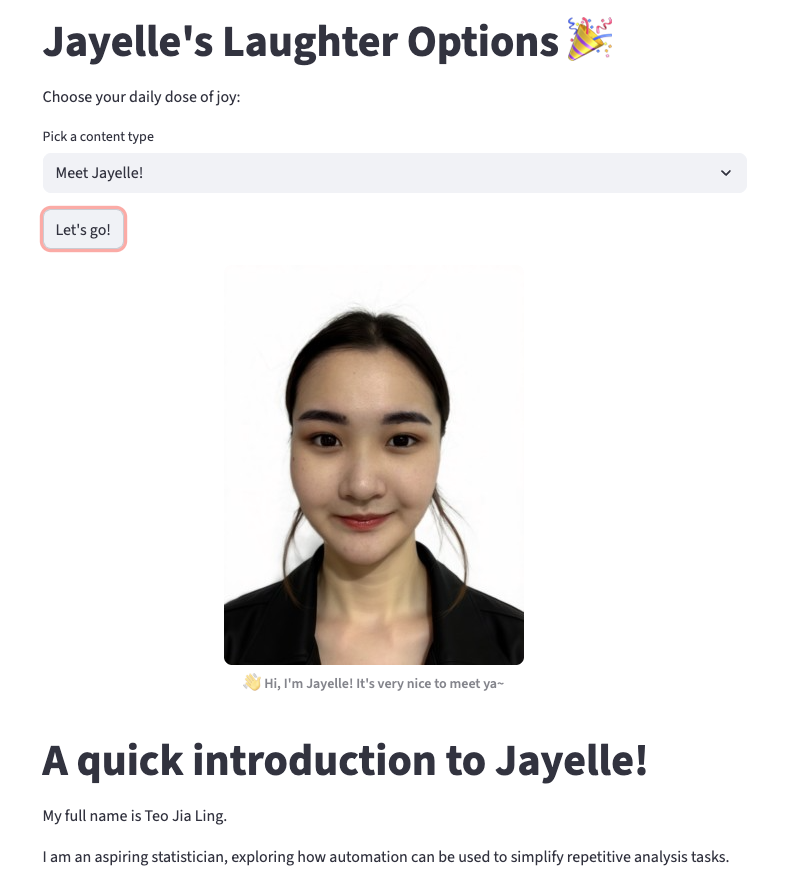 Jayelle's Laughter Options 🎉
Choose your daily dose of joy:
Pick a content type
Meet Jayelle!
Let's go!
👋 Hi, I'm Jayelle! It's very nice to meet ya~
A quick introduction to Jayelle!
My full name is Teo Jia Ling.
I am an aspiring statistician, exploring how automation can be used to simplify repetitive analysis tasks.